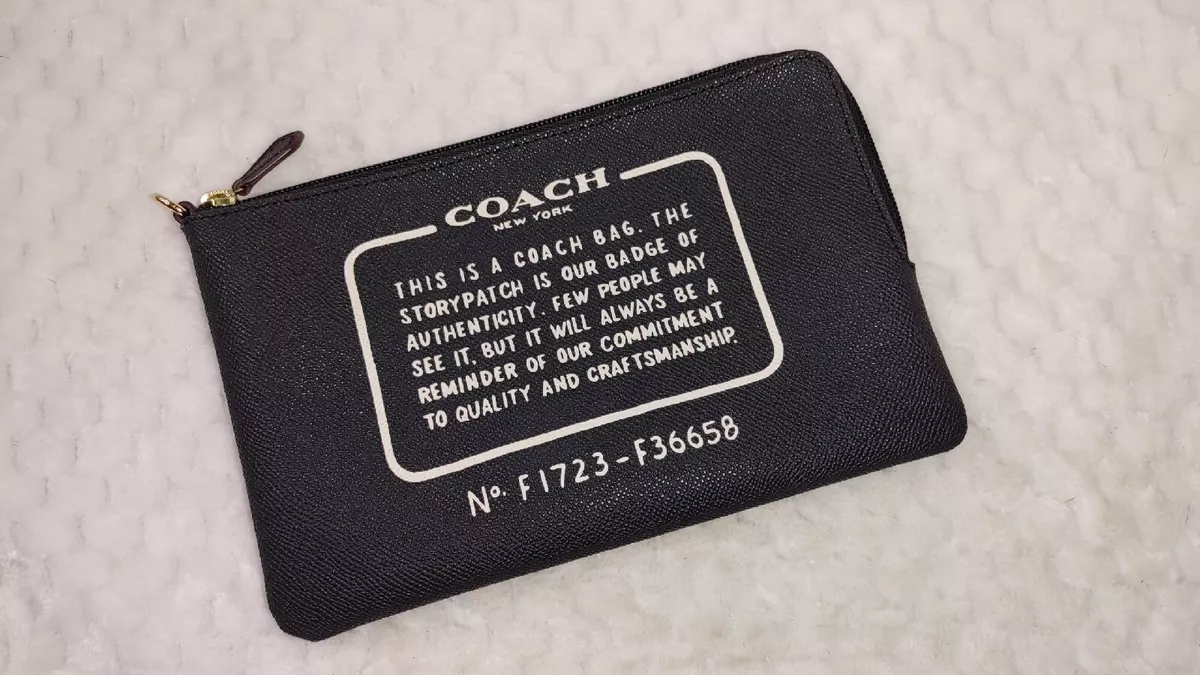 COACH
NEW YORK
THIS IS A COACH BAG. THE
STORYPATCH IS OUR BADGE OF
AUTHENTICITY. FEW PEOPLE MAY
SEE IT, BUT IT WILL ALWAYS BE A
REMINDER OF OUR COMMITMENT
TO QUALITY AND CRAFTSMANSHIP.
Nº. F1723-F36658